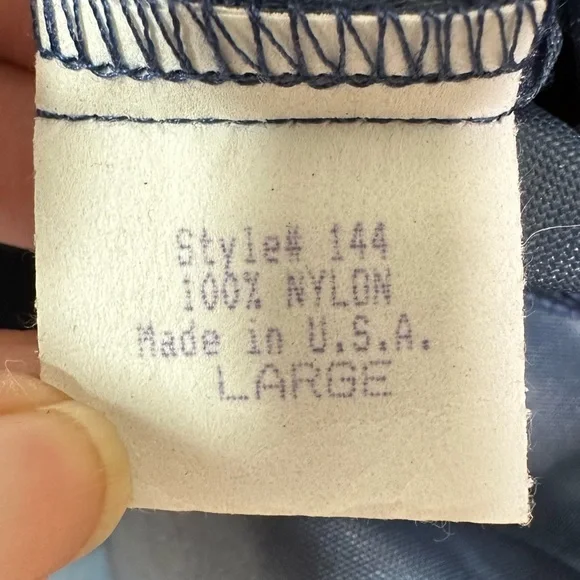 Style# 144
100% NYLON
Made in U.S.A.
LARGE